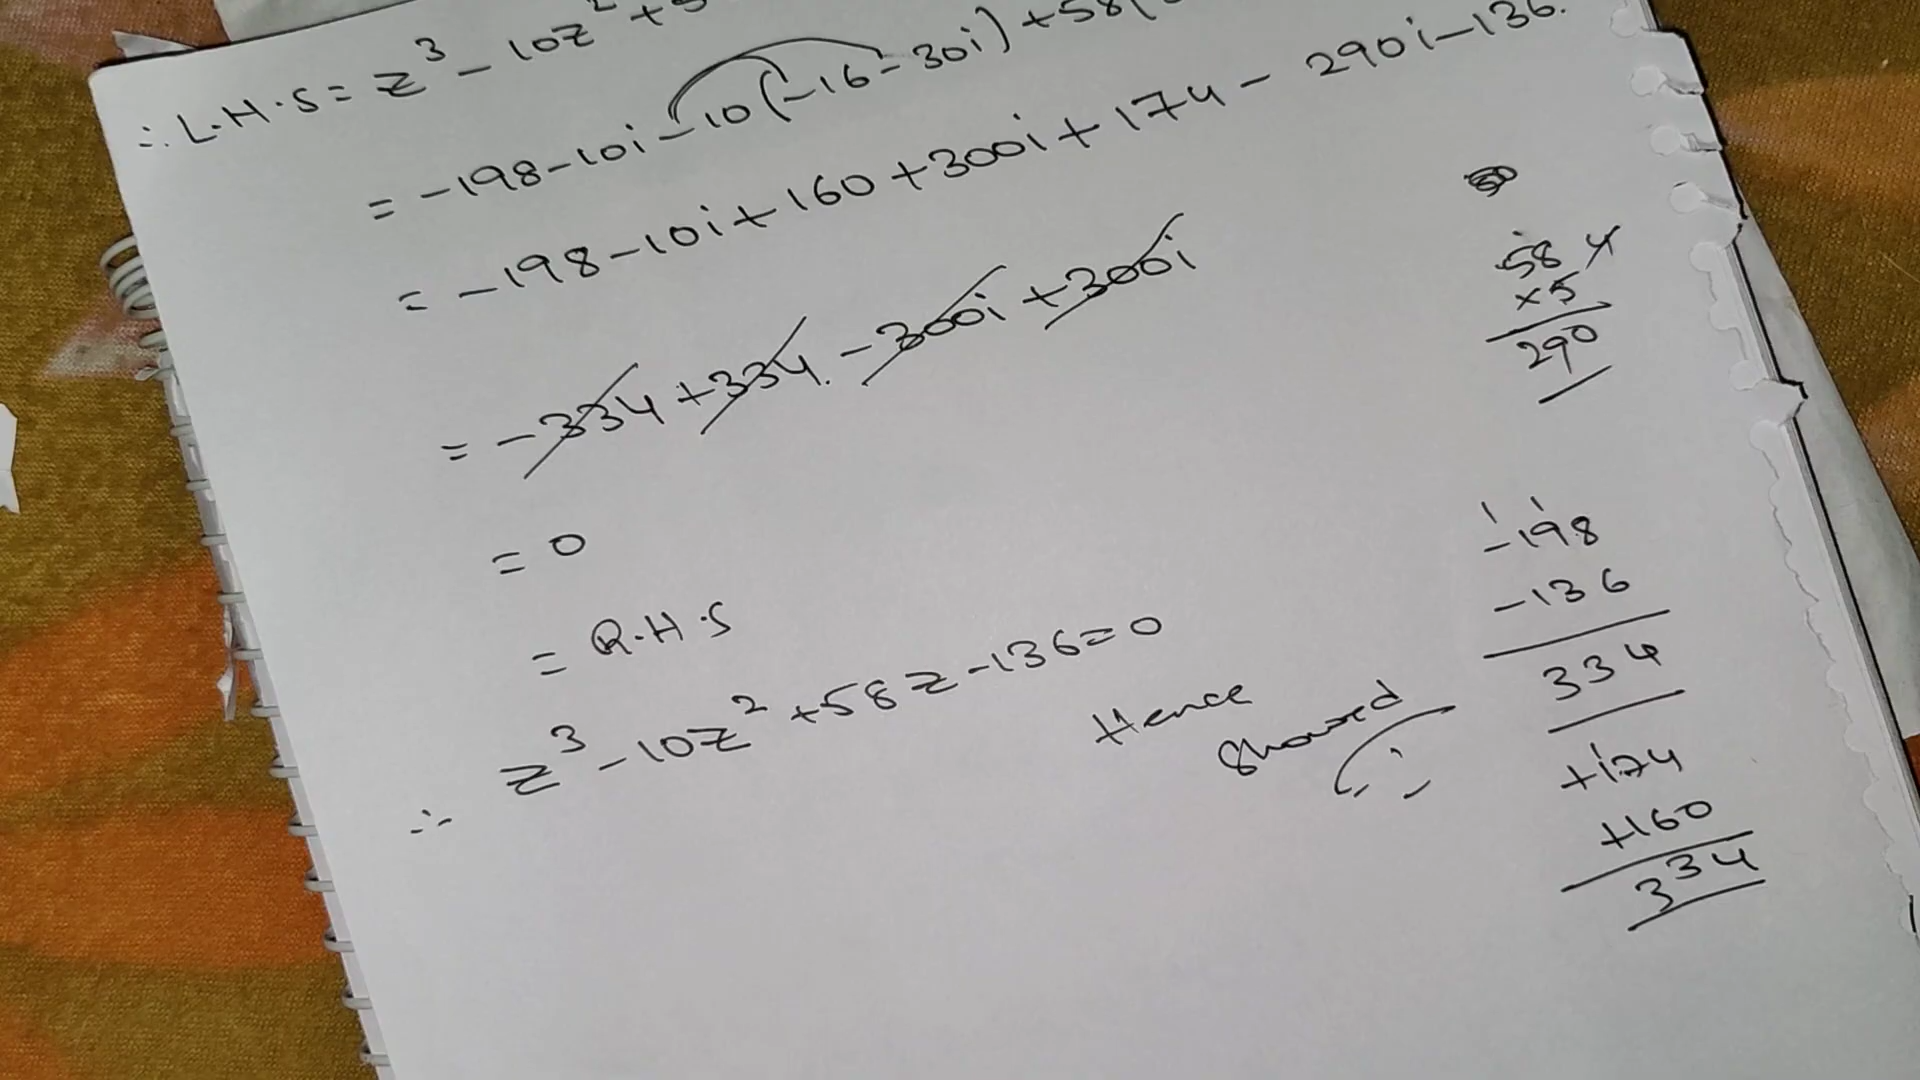 ∴ L.H.S = z³ - 10z² + 5
= -198-10i-10(-16-30i)+58(
= -198-10i+160+300i+174-290i-136.
= -334+334.-300i+300i
= 0
= R.H.S
∴ z³-10z²+58z-136=0
Hence
Showed
58 4
×5
290
-198
-136
334
+174
+160
334